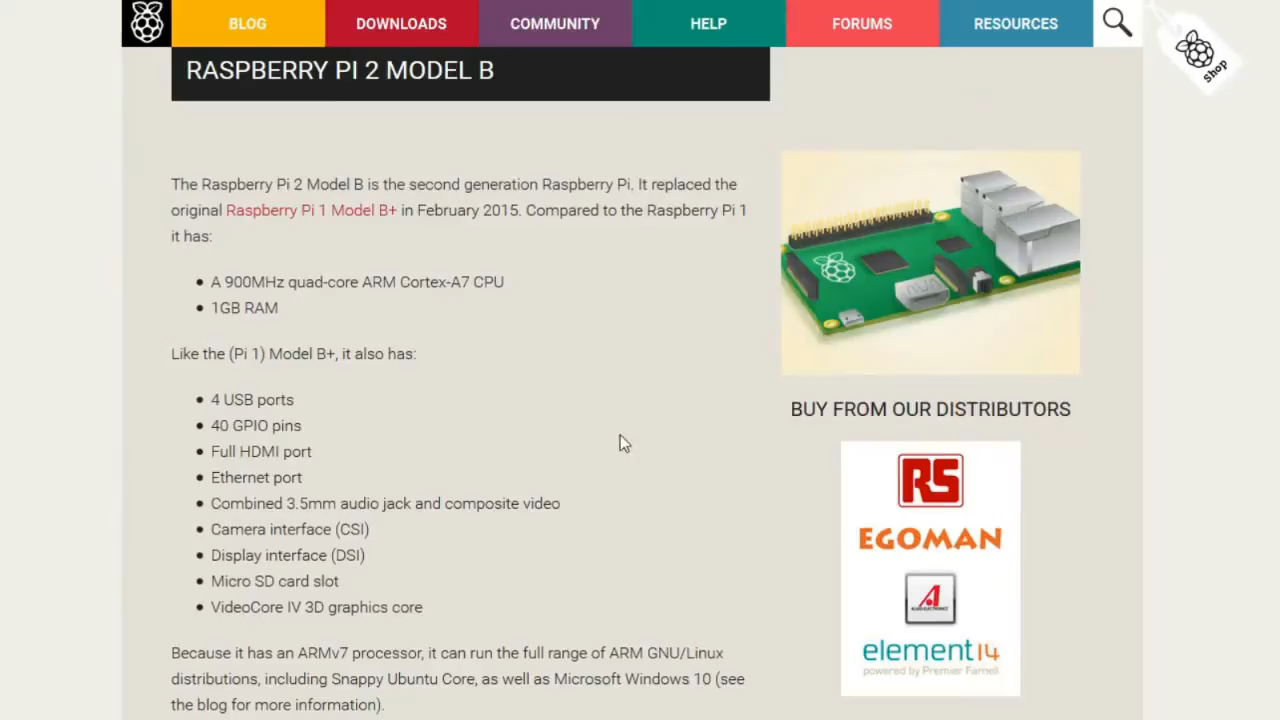 BLOG
DOWNLOADS
COMMUNITY
HELP
FORUMS
RESOURCES
Shop
RASPBERRY PI 2 MODEL B
The Raspberry Pi 2 Model B is the second generation Raspberry Pi. It replaced the
original Raspberry Pi 1 Model B+ in February 2015. Compared to the Raspberry Pi 1
it has:
A 900MHz quad-core ARM Cortex-A7 CPU
1GB RAM
Like the (Pi 1) Model B+, it also has:
4 USB ports
40 GPIO pins
Full HDMI port
Ethernet port
Combined 3.5mm audio jack and composite video
Camera interface (CSI)
Display interface (DSI)
Micro SD card slot
VideoCore IV 3D graphics core
Because it has an ARMv7 processor, it can run the full range of ARM GNU/Linux
distributions, including Snappy Ubuntu Core, as well as Microsoft Windows 10 (see
the blog for more information).
BUY FROM OUR DISTRIBUTORS
RS
EGOMAN
ALLIED ELECTRONICS
element14
powered by Premier Farnell